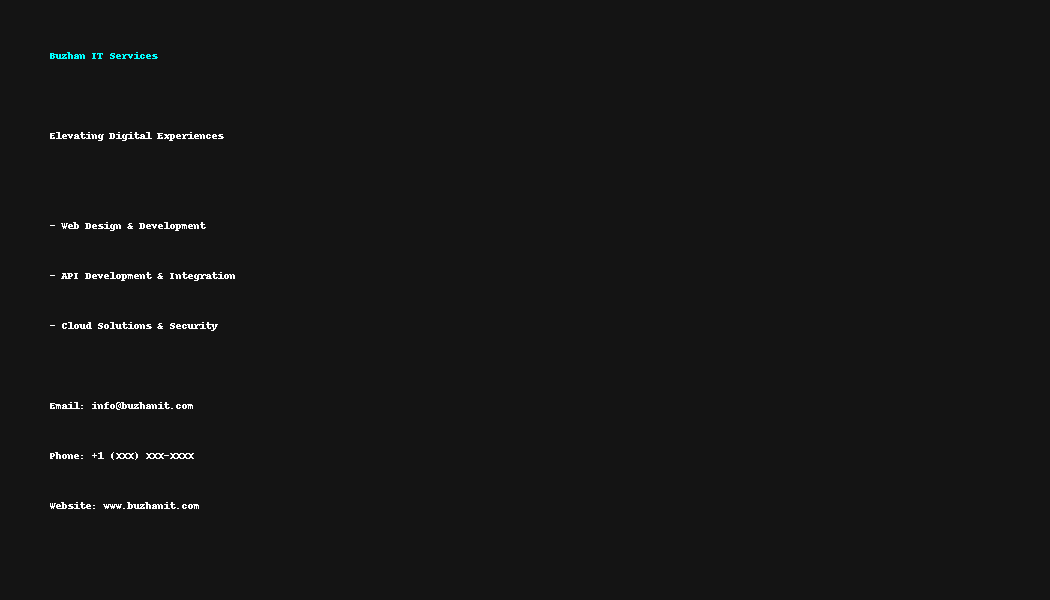 Buzhan IT Services
Elevating Digital Experiences
- Web Design & Development
- API Development & Integration
- Cloud Solutions & Security
Email: info@buzhanit.com
Phone: +1 (XXX) XXX-XXXX
Website: www.buzhanit.com